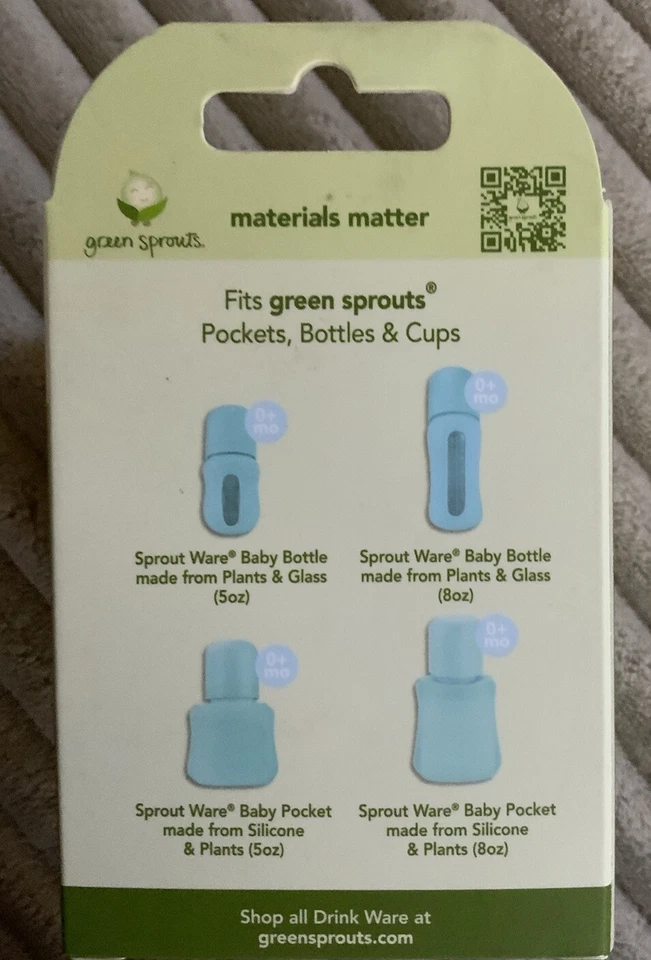 green sprouts.
materials matter
green sprouts
Fits green sprouts®
Pockets, Bottles & Cups
0+
mo
0+
mo
Sprout Ware® Baby Bottle
made from Plants & Glass
(5oz)
Sprout Ware® Baby Bottle
made from Plants & Glass
(8oz)
0+
mo
0+
mo
Sprout Ware® Baby Pocket
made from Silicone
& Plants (5oz)
Sprout Ware® Baby Pocket
made from Silicone
& Plants (8oz)
Shop all Drink Ware at
greensprouts.com